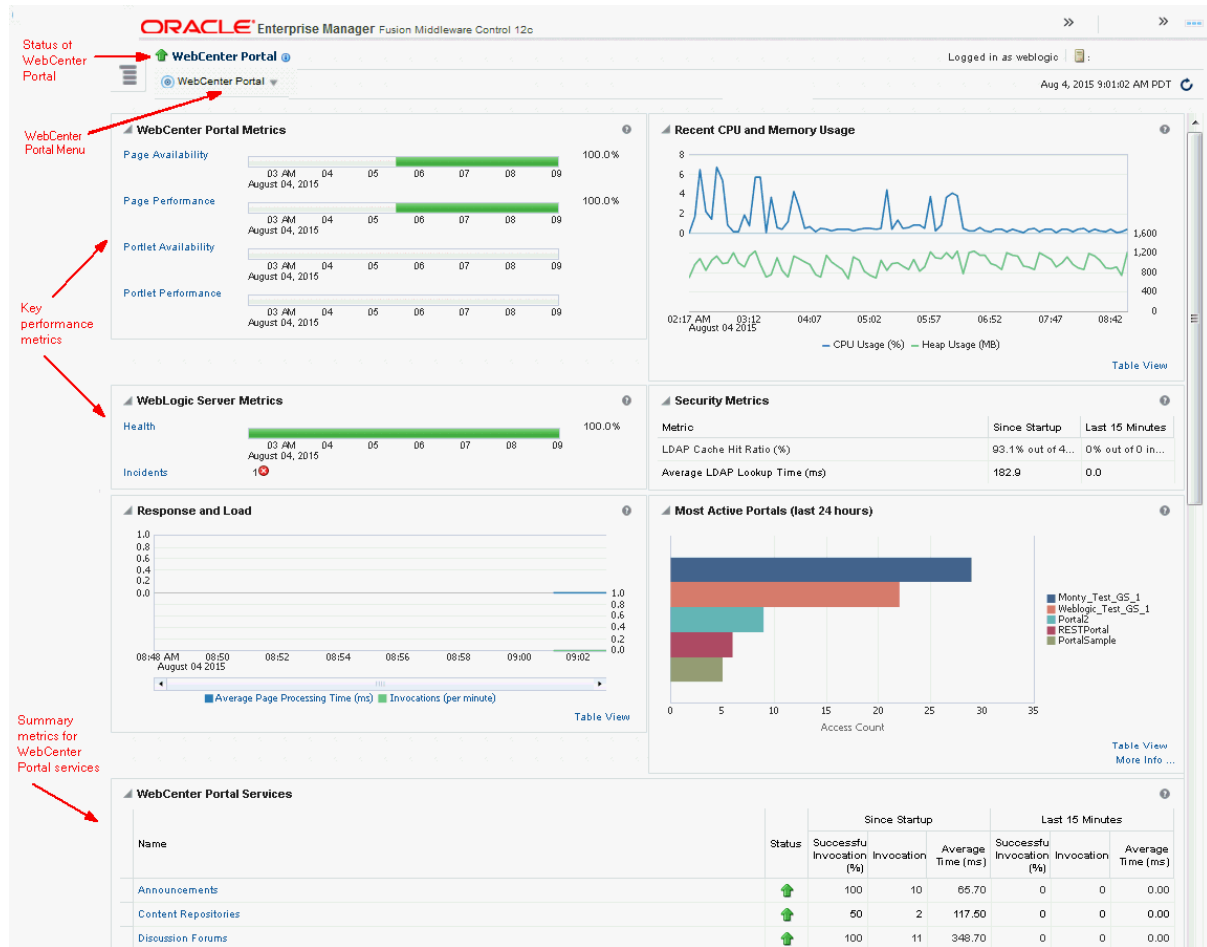 ORACLE Enterprise Manager Fusion Middleware Control 12c
Status of
WebCenter
Portal
WebCenter Portal
Logged in as weblogic
WebCenter Portal
Aug 4, 2015 9:01:02 AM PDT
WebCenter
Portal Menu
WebCenter Portal Metrics
Page Availability
100.0%
03 AM 04 05 06 07 08 09
August 04, 2015
Page Performance
100.0%
03 AM 04 05 06 07 08 09
August 04, 2015
Portlet Availability
03 AM 04 05 06 07 08 09
August 04, 2015
Portlet Performance
03 AM 04 05 06 07 08 09
August 04, 2015
Key
performance
metrics
Recent CPU and Memory Usage
8
6
4
2
0
1,600
1,200
800
400
0
02:17 AM 03:12 04:07 05:02 05:57 06:52 07:47 08:42
August 04 2015
CPU Usage (%) Heap Usage (MB)
Table View
WebLogic Server Metrics
Health
100.0%
03 AM 04 05 06 07 08 09
August 04, 2015
Incidents 1
Security Metrics
Metric Since Startup Last 15 Minutes
LDAP Cache Hit Ratio (%) 93.1% out of 4... 0% out of 0 in...
Average LDAP Lookup Time (ms) 182.9 0.0
Response and Load
1.0
0.8
0.6
0.4
0.2
0.0
1.0
0.8
0.6
0.4
0.2
0.0
08:48 AM 08:50 08:52 08:54 08:56 08:58 09:00 09:02
August 04 2015
Average Page Processing Time (ms) Invocations (per minute)
Table View
Most Active Portals (last 24 hours)
Monty_Test_GS_1
Weblogic_Test_GS_1
Portal2
RESTPortal
PortalSample
0 5 10 15 20 25 30 35
Access Count
Table View
More Info ...
Summary
metrics for
WebCenter
Portal services
WebCenter Portal Services
Since Startup Last 15 Minutes
Name Status
Successfu
Invocation
(%)
Invocation
Average
Time (ms)
Successfu
Invocation
(%)
Invocation
Average
Time (ms)
Announcements 100 10 65.70 0 0 0.00
Content Repositories 50 2 117.50 0 0 0.00
Discussion Forums 100 11 348.70 0 0 0.00